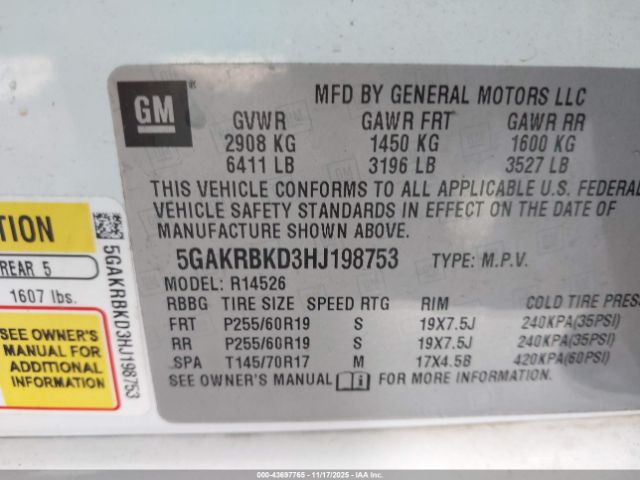 GM
MFD BY GENERAL MOTORS LLC
GVWR GAWR FRT GAWR RR
2908 KG 1450 KG 1600 KG
6411 LB 3196 LB 3527 LB
THIS VEHICLE CONFORMS TO ALL APPLICABLE U.S. FEDERAL
VEHICLE SAFETY STANDARDS IN EFFECT ON THE DATE OF
MANUFACTURE SHOWN ABOVE.
5GAKRBKD3HJ198753 TYPE: M.P.V.
MODEL: R14526
RBBG TIRE SIZE SPEED RTG RIM COLD TIRE PRES
FRT P255/60R19 S 19X7.5J 240KPA(35PSI)
RR P255/60R19 S 19X7.5J 240KPA(35PSI)
SPA T145/70R17 M 17X4.5B 420KPA(60PSI)
SEE OWNER'S MANUAL FOR MORE INFORMATION.
TION
REAR 5
1607 lbs.
SEE OWNER'S
MANUAL FOR
ADDITIONAL
INFORMATION
5GAKRBKD3HJ198753
000-43697765 - 11/17/2025